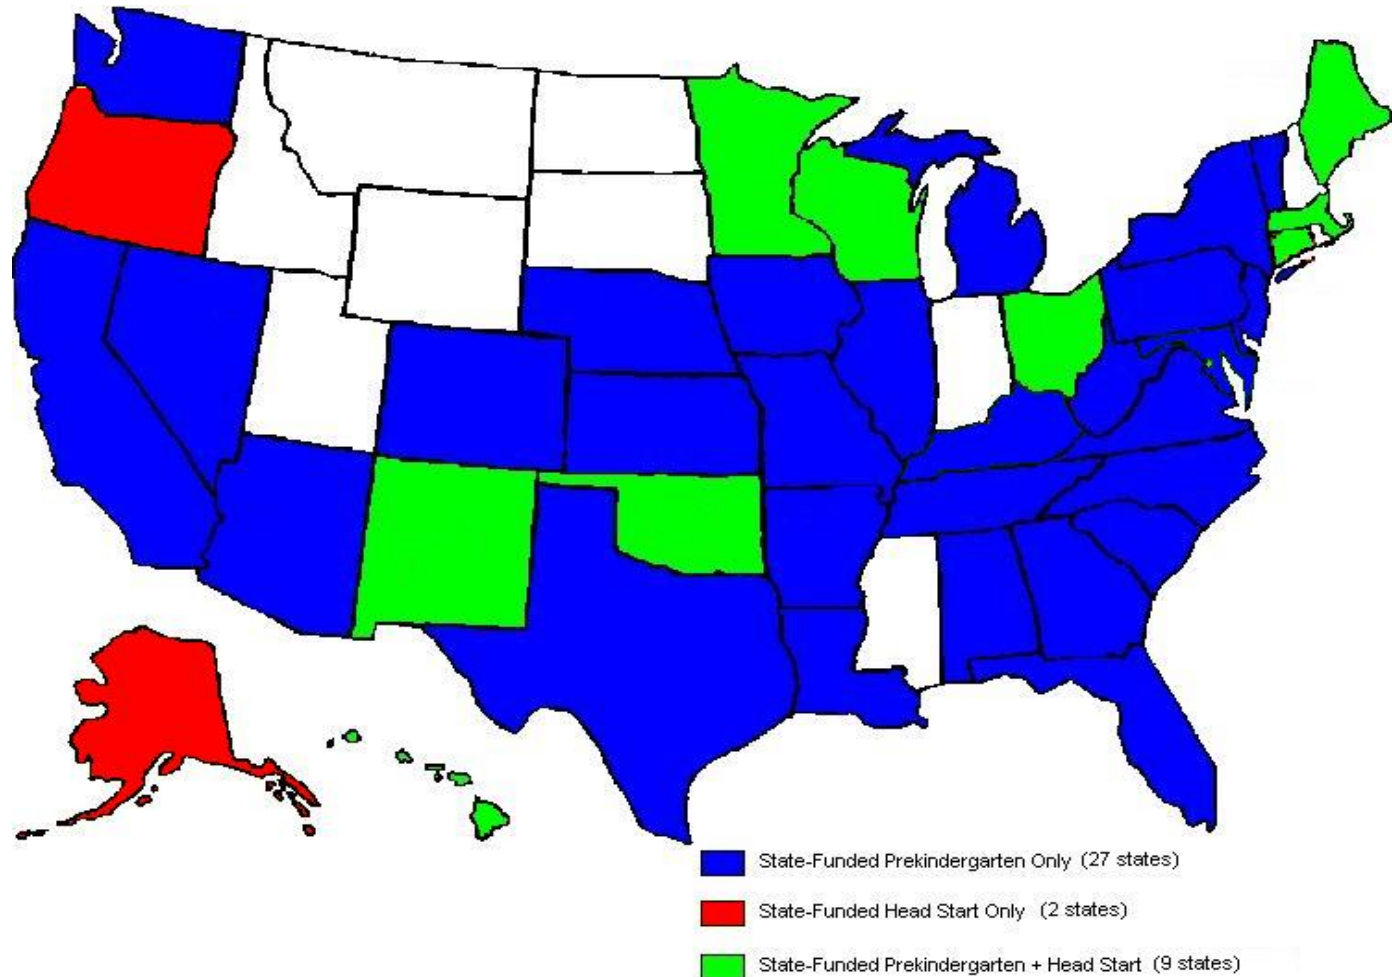 State-Funded Prekindergarten Only (27 states)
State-Funded Head Start Only (2 states)
State-Funded Prekindergarten + Head Start (9 states)